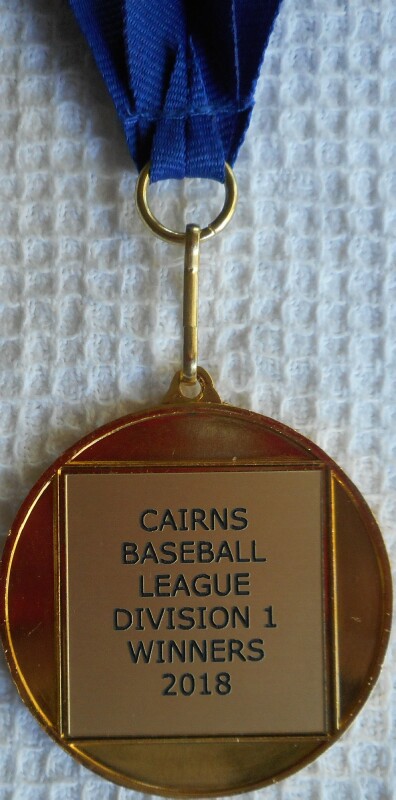 CAIRNS
BASEBALL
LEAGUE
DIVISION 1
WINNERS
2018